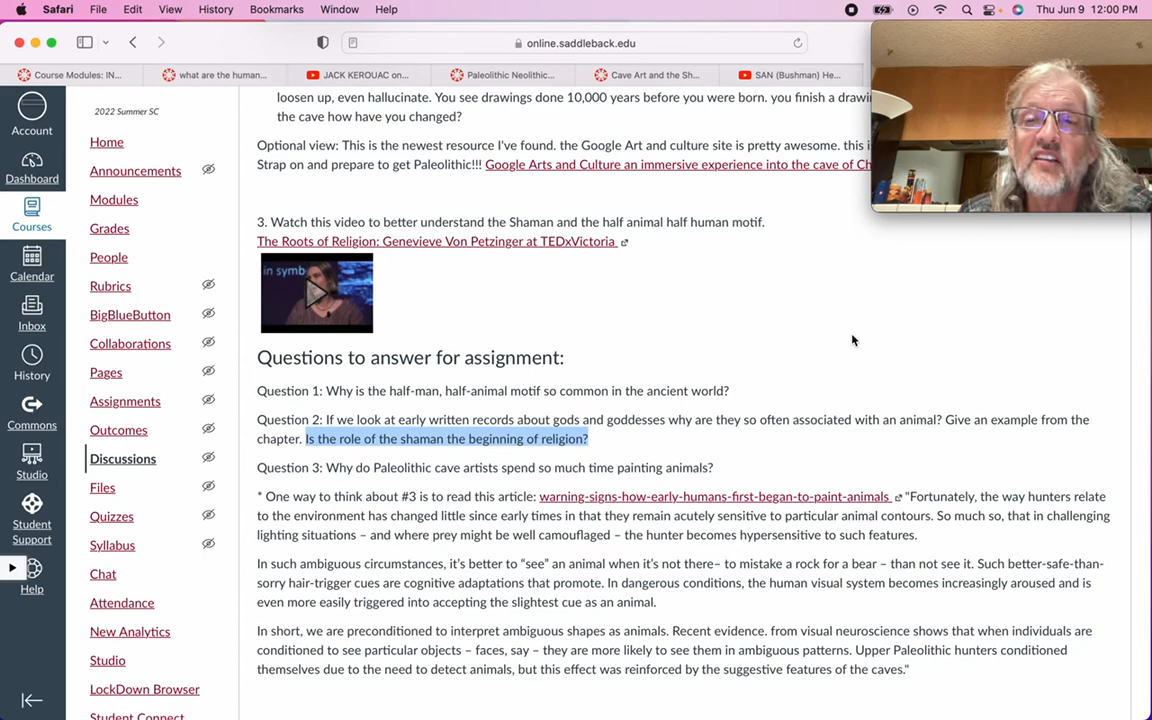 Safari File Edit View History Bookmarks Window Help Thu Jun 9 12:00 PM
online.saddleback.edu
Course Modules: IN... what are the human... JACK KEROUAC on... Paleolithic Neolithic... Cave Art and the Sh... SAN (Bushman) He...
Account
Dashboard
Courses
Calendar
Inbox
History
Commons
Studio
Student
Support
Help
2022 Summer SC
Home
Announcements
Modules
Grades
People
Rubrics
BigBlueButton
Collaborations
Pages
Assignments
Outcomes
Discussions
Files
Quizzes
Syllabus
Chat
Attendance
New Analytics
Studio
LockDown Browser
Student Connect
loosen up, even hallucinate. You see drawings done 10,000 years before you were born. you finish a drawi
the cave how have you changed?
Optional view: This is the newest resource I've found. the Google Art and culture site is pretty awesome. this i
Strap on and prepare to get Paleolithic!!! Google Arts and Culture an immersive experience into the cave of Ch
3. Watch this video to better understand the Shaman and the half animal half human motif.
The Roots of Religion: Genevieve Von Petzinger at TEDxVictoria
in symb
Questions to answer for assignment:
Question 1: Why is the half-man, half-animal motif so common in the ancient world?
Question 2: If we look at early written records about gods and goddesses why are they so often associated with an animal? Give an example from the
chapter. Is the role of the shaman the beginning of religion?
Question 3: Why do Paleolithic cave artists spend so much time painting animals?
* One way to think about #3 is to read this article: warning-signs-how-early-humans-first-began-to-paint-animals "Fortunately, the way hunters relate
to the environment has changed little since early times in that they remain acutely sensitive to particular animal contours. So much so, that in challenging
lighting situations – and where prey might be well camouflaged – the hunter becomes hypersensitive to such features.
In such ambiguous circumstances, it's better to “see” an animal when it's not there– to mistake a rock for a bear – than not see it. Such better-safe-than-
sorry hair-trigger cues are cognitive adaptations that promote. In dangerous conditions, the human visual system becomes increasingly aroused and is
even more easily triggered into accepting the slightest cue as an animal.
In short, we are preconditioned to interpret ambiguous shapes as animals. Recent evidence. from visual neuroscience shows that when individuals are
conditioned to see particular objects – faces, say – they are more likely to see them in ambiguous patterns. Upper Paleolithic hunters conditioned
themselves due to the need to detect animals, but this effect was reinforced by the suggestive features of the caves."